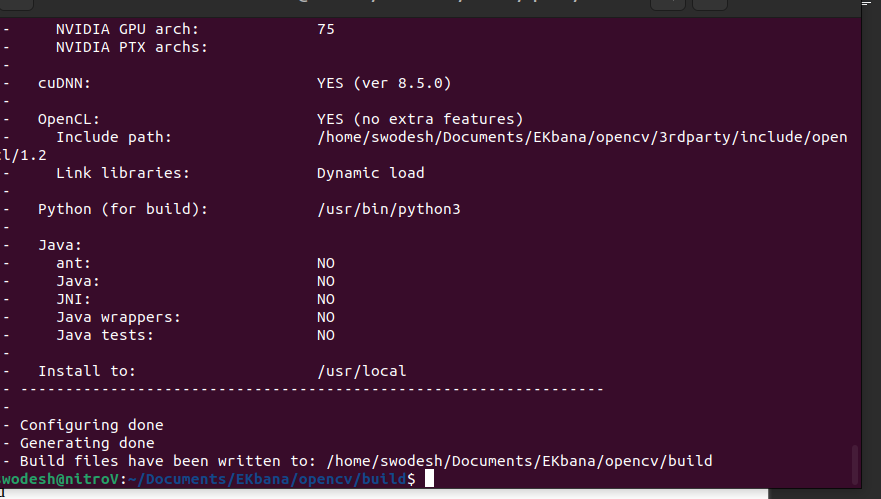 -     NVIDIA GPU arch:             75
-     NVIDIA PTX archs:
-
-   cuDNN:                         YES (ver 8.5.0)
-
-   OpenCL:                        YES (no extra features)
-     Include path:                /home/swodesh/Documents/EKbana/opencv/3rdparty/include/open
cl/1.2
-     Link libraries:              Dynamic load
-
-   Python (for build):            /usr/bin/python3
-
-   Java:
-     ant:                         NO
-     Java:                        NO
-     JNI:                         NO
-     Java wrappers:               NO
-     Java tests:                  NO
-
-   Install to:                    /usr/local
- -----------------------------------------------------------------
-
- Configuring done
- Generating done
- Build files have been written to: /home/swodesh/Documents/EKbana/opencv/build
swodesh@nitroV:~/Documents/EKbana/opencv/build$